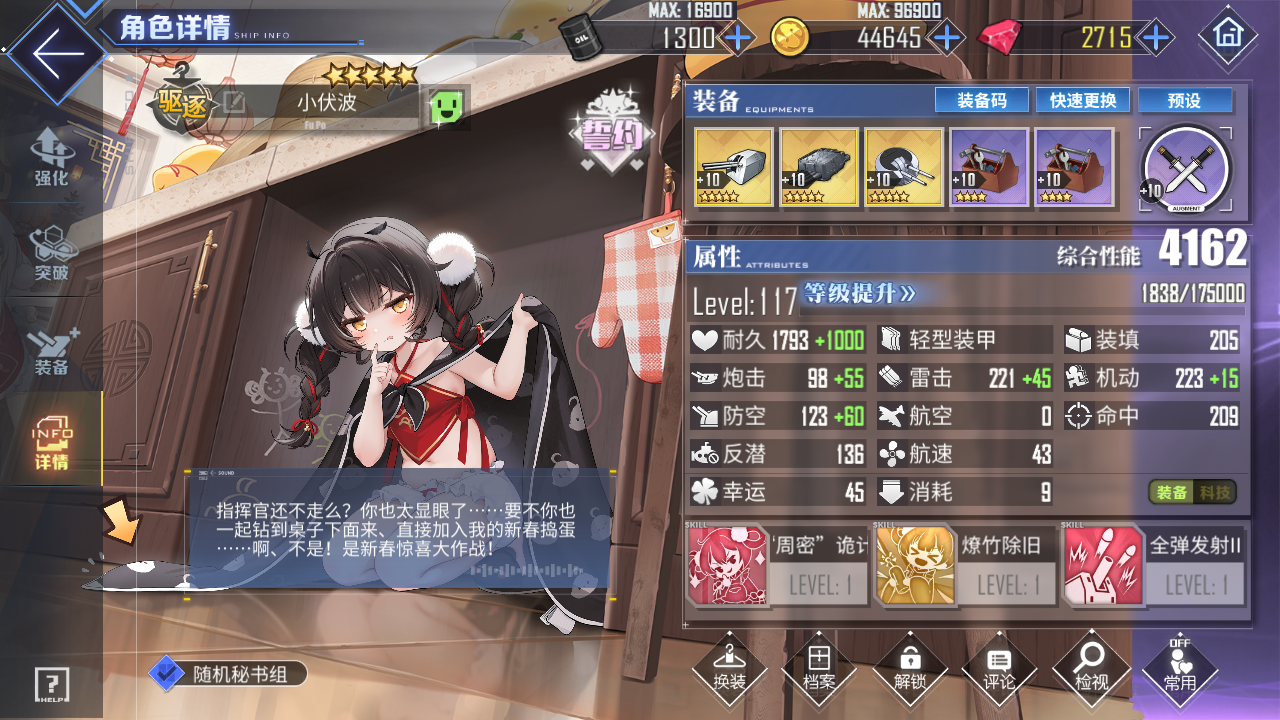 角色详情 SHIP INFO
MAX: 16900
1300
MAX: 96900
44645
2715
驱逐
小伏波
Fu Po
誓约
强化
突破
装备
INFO
详情
HELP
SOUND
指挥官还不走么？你也太显眼了……要不你也
一起钻到桌子下面来、直接加入我的新春捣蛋
……啊、不是！是新春惊喜大作战！
随机秘书组
装备 EQUIPMENTS
装备码
快速更换
预设
+10
+10
+10
+10
+10
+10
AUGMENT
属性 ATTRIBUTES
综合性能 4162
Level:117 等级提升»
1838/175000
耐久 1793 +1000 轻型装甲 装填 205
炮击 98 +55 雷击 221 +45 机动 223 +15
防空 123 +60 航空 0 命中 209
反潜 136 航速 43
幸运 45 消耗 9
装备 科技
SKILL
“周密”诡计
LEVEL: 1
SKILL
燎竹除旧
LEVEL: 1
SKILL
全弹发射II
LEVEL: 1
换装
档案
解锁
评论
检视
OFF
常用